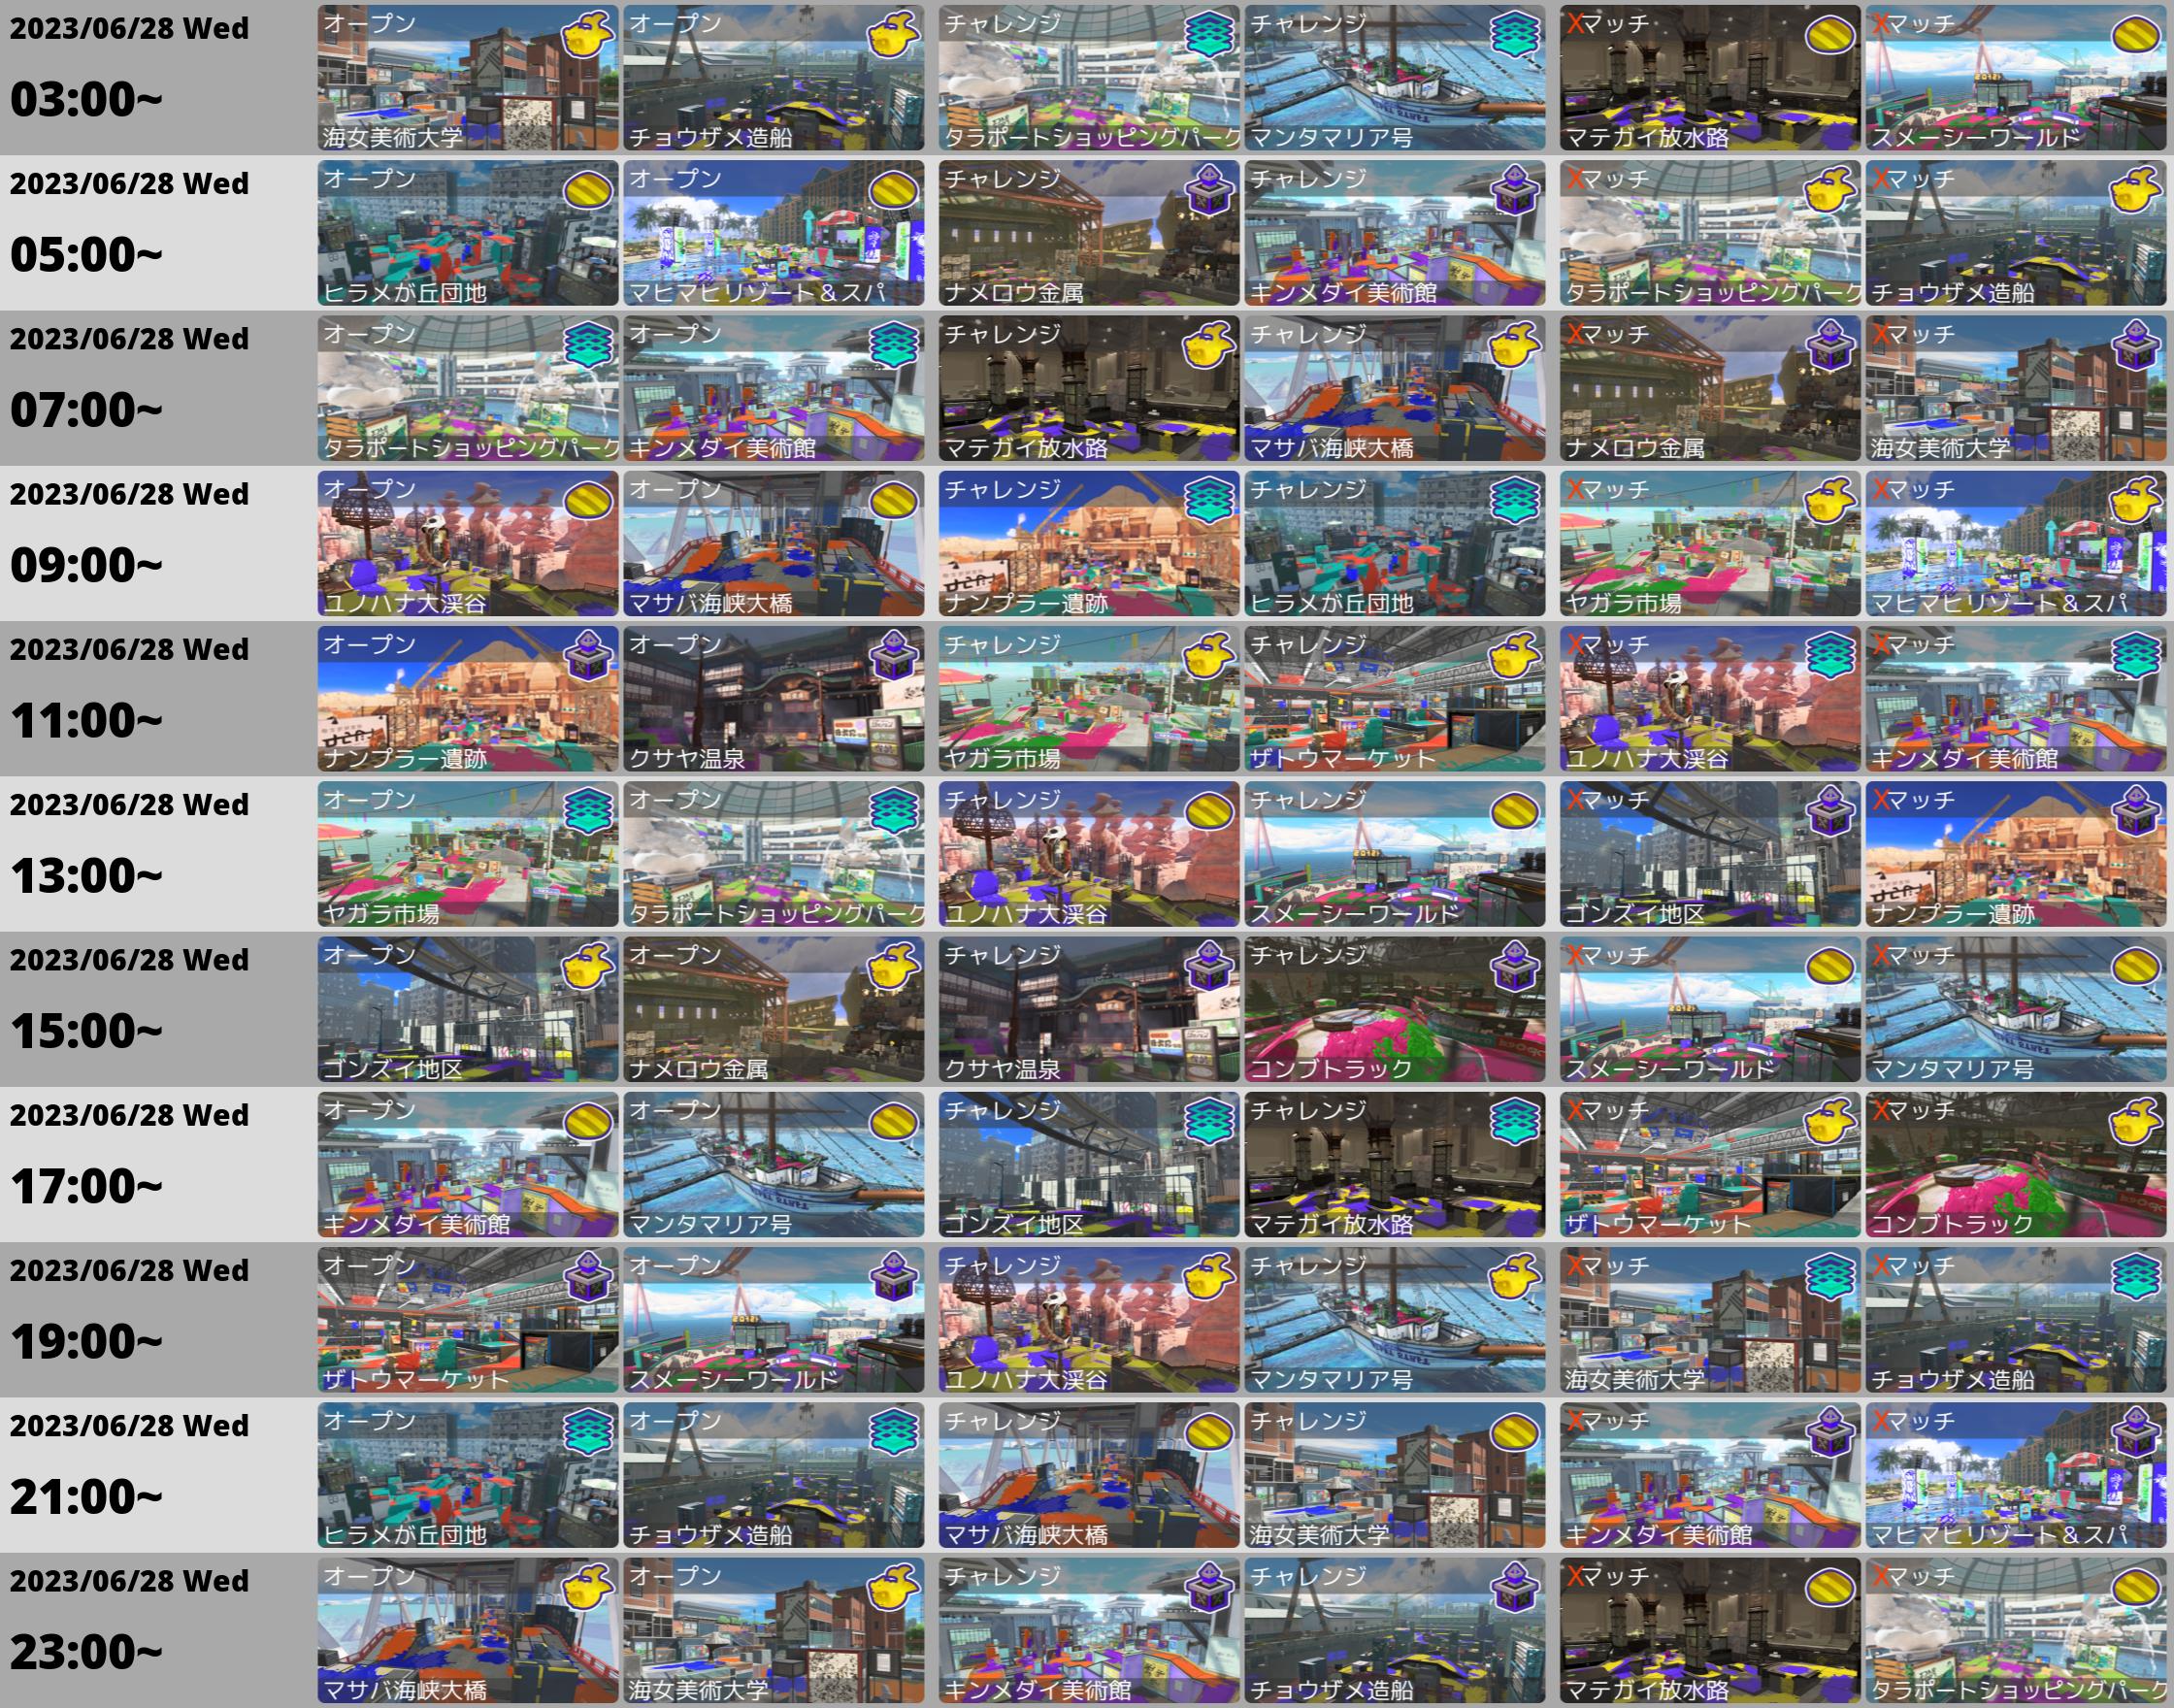 2023/06/28 Wed
03:00~
オープン
海女美術大学
オープン
チョウザメ造船
チャレンジ
タラポートショッピングパーク
チャレンジ
マンタマリア号
Xマッチ
マテガイ放水路
Xマッチ
スメーシーワールド
2023/06/28 Wed
05:00~
オープン
ヒラメが丘団地
オープン
マヒマヒリゾート＆スパ
チャレンジ
ナメロウ金属
チャレンジ
キンメダイ美術館
Xマッチ
タラポートショッピングパーク
Xマッチ
チョウザメ造船
2023/06/28 Wed
07:00~
オープン
タラポートショッピングパーク
オープン
キンメダイ美術館
チャレンジ
マテガイ放水路
チャレンジ
マサバ海峡大橋
Xマッチ
ナメロウ金属
Xマッチ
海女美術大学
2023/06/28 Wed
09:00~
オープン
ユノハナ大渓谷
オープン
マサバ海峡大橋
チャレンジ
ナンプラー遺跡
チャレンジ
ヒラメが丘団地
Xマッチ
ヤガラ市場
Xマッチ
マヒマヒリゾート＆スパ
2023/06/28 Wed
11:00~
オープン
ナンプラー遺跡
オープン
クサヤ温泉
チャレンジ
ヤガラ市場
チャレンジ
ザトウマーケット
Xマッチ
ユノハナ大渓谷
Xマッチ
キンメダイ美術館
2023/06/28 Wed
13:00~
オープン
ヤガラ市場
オープン
タラポートショッピングパーク
チャレンジ
ユノハナ大渓谷
チャレンジ
スメーシーワールド
Xマッチ
ゴンズイ地区
Xマッチ
ナンプラー遺跡
2023/06/28 Wed
15:00~
オープン
ゴンズイ地区
オープン
ナメロウ金属
チャレンジ
クサヤ温泉
チャレンジ
コンブトラック
Xマッチ
スメーシーワールド
Xマッチ
マンタマリア号
2023/06/28 Wed
17:00~
オープン
キンメダイ美術館
オープン
マンタマリア号
チャレンジ
ゴンズイ地区
チャレンジ
マテガイ放水路
Xマッチ
ザトウマーケット
Xマッチ
コンブトラック
2023/06/28 Wed
19:00~
オープン
ザトウマーケット
オープン
スメーシーワールド
チャレンジ
ユノハナ大渓谷
チャレンジ
マンタマリア号
Xマッチ
海女美術大学
Xマッチ
チョウザメ造船
2023/06/28 Wed
21:00~
オープン
ヒラメが丘団地
オープン
チョウザメ造船
チャレンジ
マサバ海峡大橋
チャレンジ
海女美術大学
Xマッチ
キンメダイ美術館
Xマッチ
マヒマヒリゾート＆スパ
2023/06/28 Wed
23:00~
オープン
マサバ海峡大橋
オープン
海女美術大学
チャレンジ
キンメダイ美術館
チャレンジ
チョウザメ造船
Xマッチ
マテガイ放水路
Xマッチ
タラポートショッピングパーク